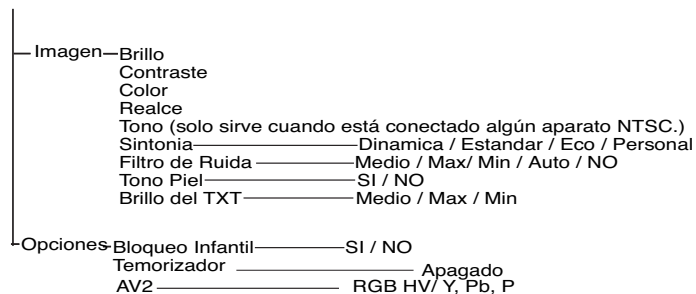 Imagen Brillo
Contraste
Color
Realce
Tono (solo sirve cuando está conectado algún aparato NTSC.)
Sintonia Dinamica / Estandar / Eco / Personal
Filtro de Ruida Medio / Max/ Min / Auto / NO
Tono Piel SI / NO
Brillo del TXT Medio / Max / Min
Opciones Bloqueo Infantil SI / NO
Temorizador Apagado
AV2 RGB HV/ Y, Pb, P